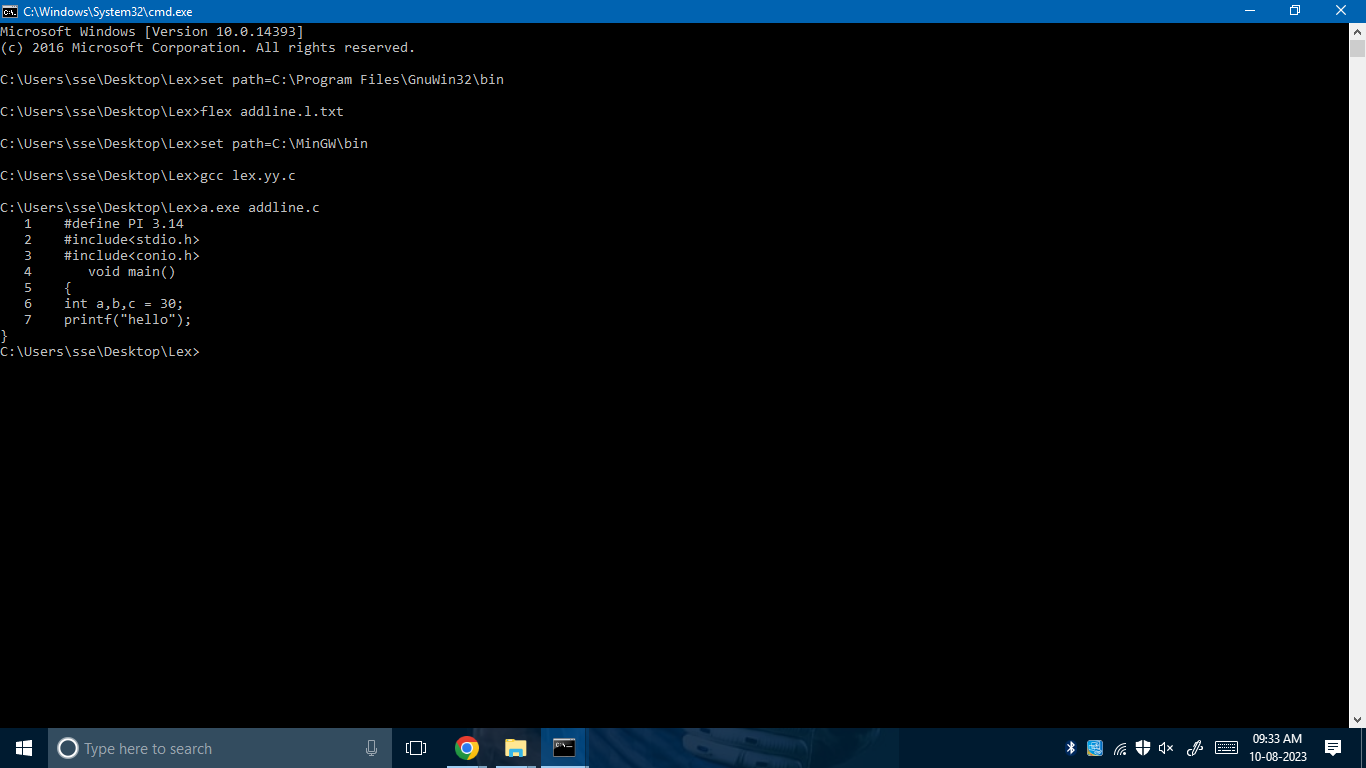 C:\Windows\System32\cmd.exe
Microsoft Windows [Version 10.0.14393]
(c) 2016 Microsoft Corporation. All rights reserved.
C:\Users\sse\Desktop\Lex>set path=C:\Program Files\GnuWin32\bin
C:\Users\sse\Desktop\Lex>flex addline.l.txt
C:\Users\sse\Desktop\Lex>set path=C:\MinGW\bin
C:\Users\sse\Desktop\Lex>gcc lex.yy.c
C:\Users\sse\Desktop\Lex>a.exe addline.c
   1    #define PI 3.14
   2    #include<stdio.h>
   3    #include<conio.h>
   4       void main()
   5    {
   6    int a,b,c = 30;
   7    printf("hello");
}
C:\Users\sse\Desktop\Lex>
Type here to search
09:33 AM
10-08-2023